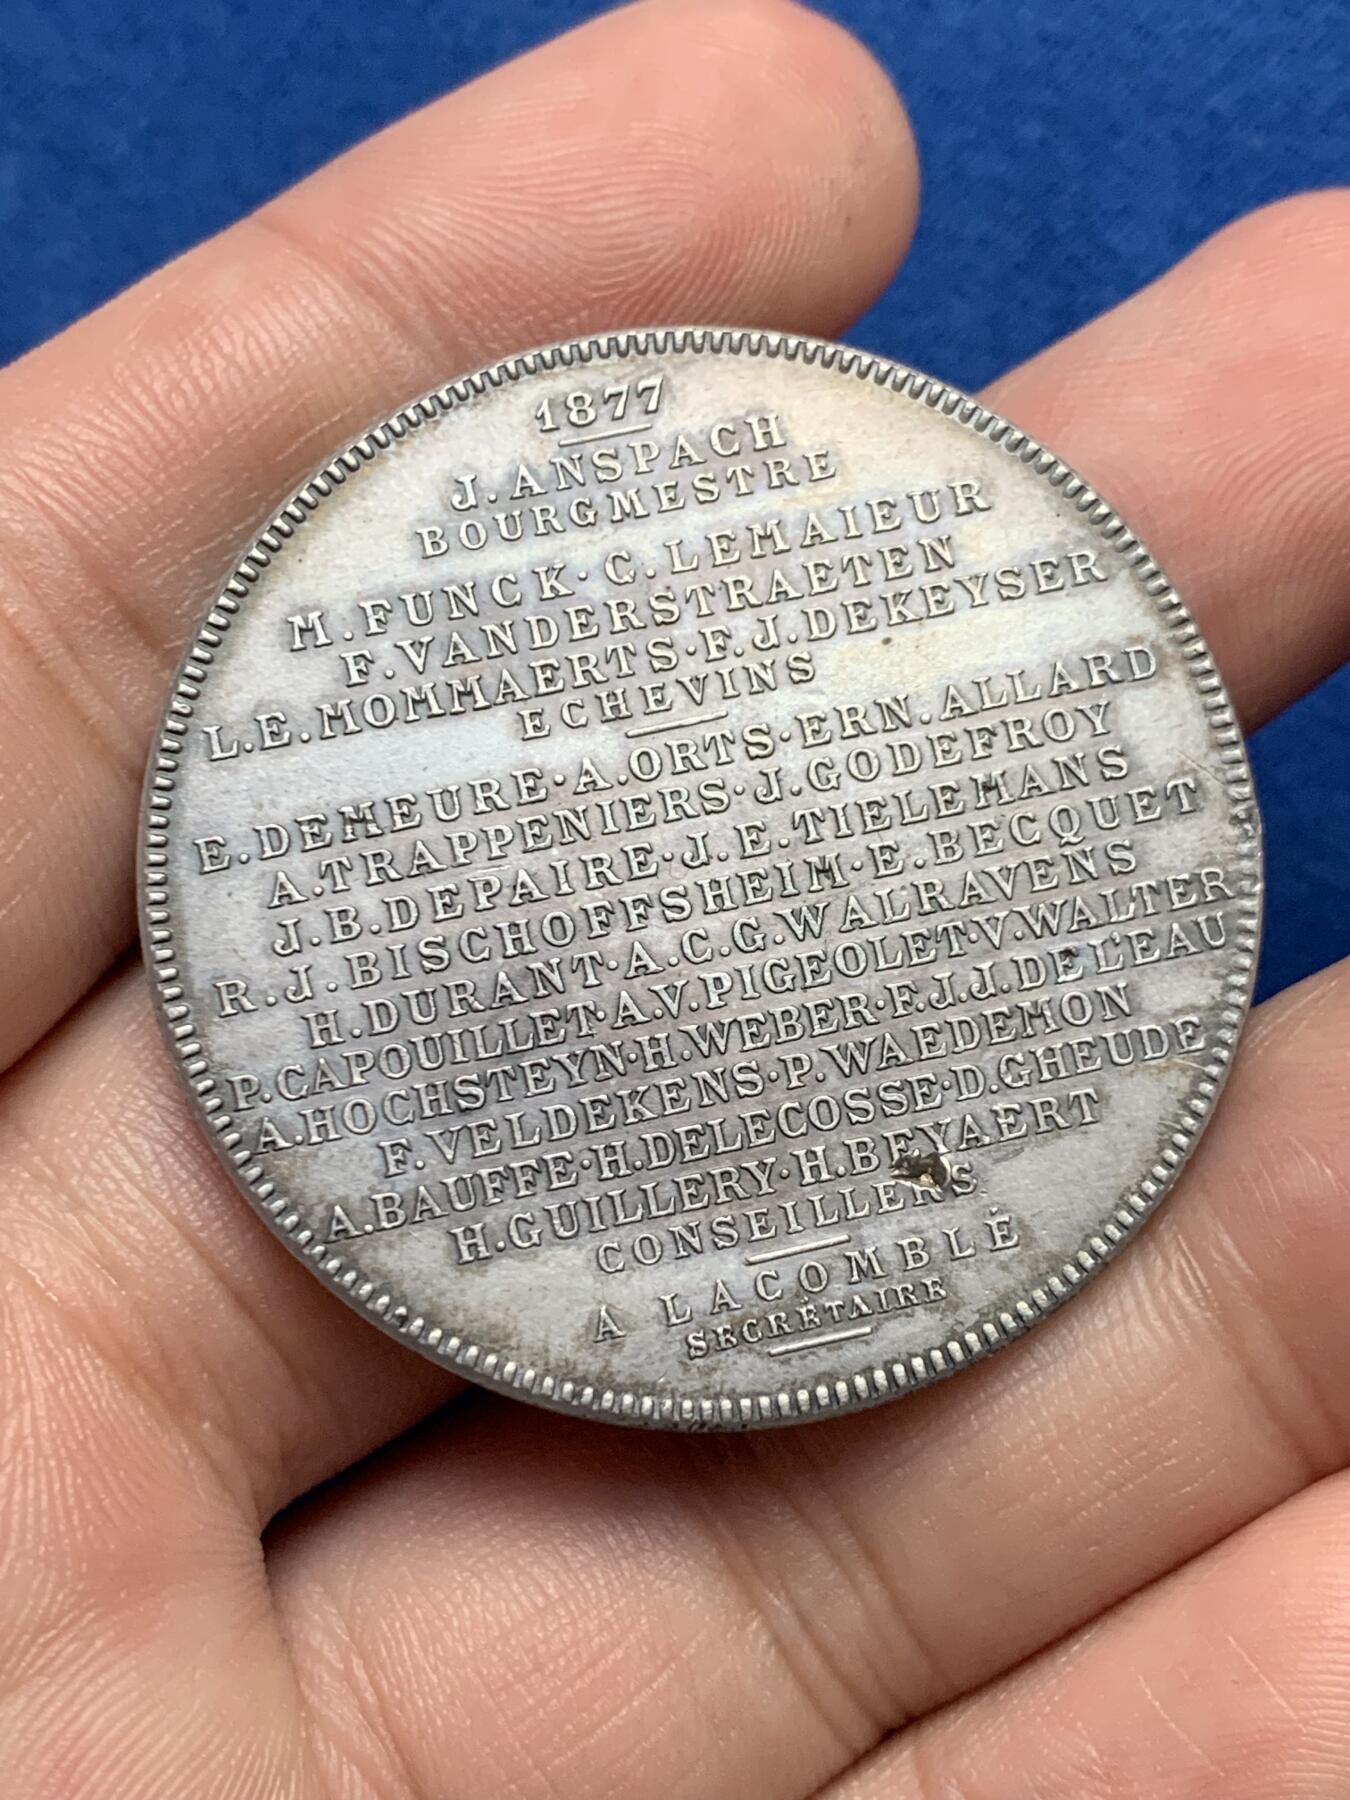 1877
J. ANSPACH
BOURGMESTRE
M. FUNCK · C. LEMAIEUR
F. VANDERSTRAETEN
L. E. MOMMAERTS · F. J. DEKEYSER
ECHEVINS
E. DEMEURE · A. ORTS · ERN. ALLARD
A. TRAPPENIERS · J. GODEFROY
J. B. DEPAIRE · J. E. TIELEMANS
R. J. BISCHOFFSHEIM · E. BECQUET
H. DURANT · A. C. G. WALRAVENS
P. CAPOUILLET · A. V. PIGEOLET · V. WALTER
A. HOCHSTEYN · H. WEBER · F. J. J. DE L'EAU
F. VELDEKENS · P. WAEDEMON
A. BAUFFE · H. DELECOSSE · D. GHEUDE
H. GUILLERY · H. BEYAERT
CONSEILLERS
A LACOMBLÉ
SECRÉTAIRE